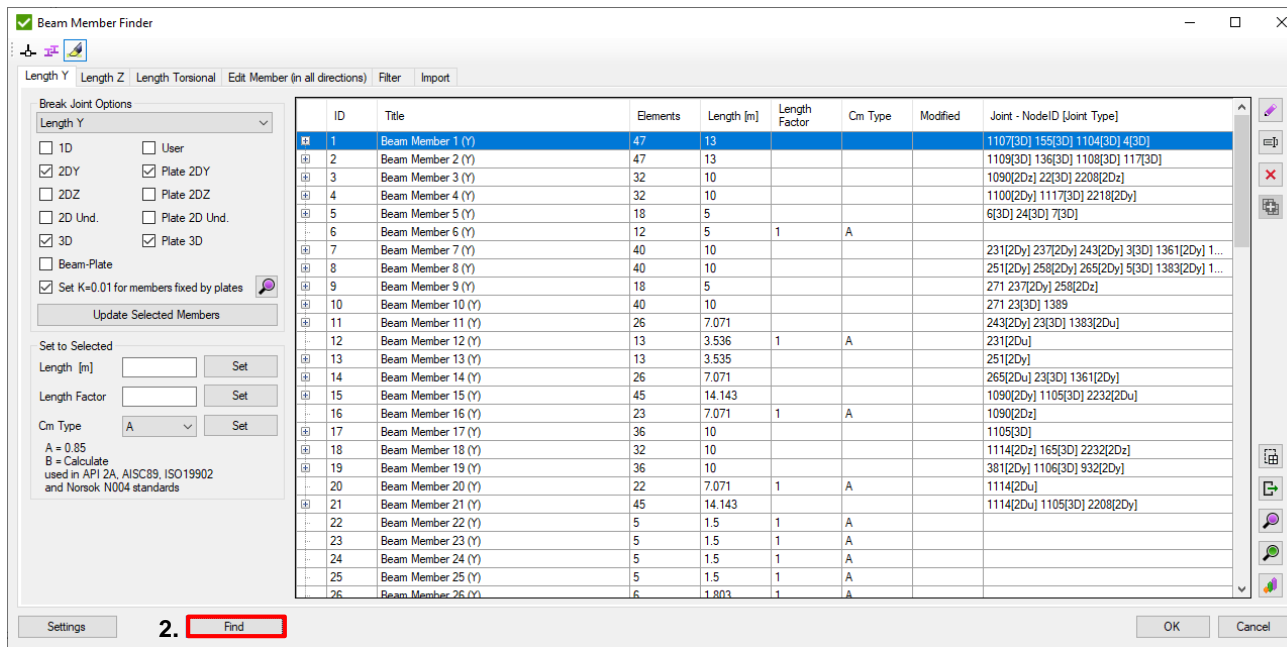 Beam Member Finder
Length Y Length Z Length Torsional Edit Member (in all directions) Filter Import
Break Joint Options
Length Y
1D User
2DY Plate 2DY
2DZ Plate 2DZ
2D Und. Plate 2D Und.
3D Plate 3D
Beam-Plate
Set K=0.01 for members fixed by plates
Update Selected Members
Set to Selected
Length [m] Set
Length Factor Set
Cm Type A Set
A = 0.85
B = Calculate
used in API 2A, AISC89, ISO19902
and Norsok N004 standards
ID Title Elements Length [m] Length Factor Cm Type Modified Joint - NodeID [Joint Type]
1 Beam Member 1 (Y) 47 13 1107[3D] 155[3D] 1104[3D] 4[3D]
2 Beam Member 2 (Y) 47 13 1109[3D] 136[3D] 1108[3D] 117[3D]
3 Beam Member 3 (Y) 32 10 1090[2Dz] 22[3D] 2208[2Dz]
4 Beam Member 4 (Y) 32 10 1100[2Dy] 1117[3D] 2218[2Dy]
5 Beam Member 5 (Y) 18 5 6[3D] 24[3D] 7[3D]
6 Beam Member 6 (Y) 12 5 1 A
7 Beam Member 7 (Y) 40 10 231[2Dy] 237[2Dy] 243[2Dy] 3[3D] 1361[2Dy] 1...
8 Beam Member 8 (Y) 40 10 251[2Dy] 258[2Dy] 265[2Dy] 5[3D] 1383[2Dy] 1...
9 Beam Member 9 (Y) 18 5 271 237[2Dy] 258[2Dz]
10 Beam Member 10 (Y) 40 10 271 23[3D] 1389
11 Beam Member 11 (Y) 26 7.071 243[2Dy] 23[3D] 1383[2Du]
12 Beam Member 12 (Y) 13 3.536 1 A 231[2Du]
13 Beam Member 13 (Y) 13 3.535 251[2Dy]
14 Beam Member 14 (Y) 26 7.071 265[2Du] 23[3D] 1361[2Dy]
15 Beam Member 15 (Y) 45 14.143 1090[2Dy] 1105[3D] 2232[2Du]
16 Beam Member 16 (Y) 23 7.071 1 A 1090[2Dz]
17 Beam Member 17 (Y) 36 10 1105[3D]
18 Beam Member 18 (Y) 32 10 1114[2Dz] 165[3D] 2232[2Dz]
19 Beam Member 19 (Y) 36 10 381[2Dy] 1106[3D] 932[2Dy]
20 Beam Member 20 (Y) 22 7.071 1 A 1114[2Du]
21 Beam Member 21 (Y) 45 14.143 1114[2Du] 1105[3D] 2208[2Dy]
22 Beam Member 22 (Y) 5 1.5 1 A
23 Beam Member 23 (Y) 5 1.5 1 A
24 Beam Member 24 (Y) 5 1.5 1 A
25 Beam Member 25 (Y) 5 1.5 1 A
26 Beam Member 26 (Y) 6 1.803 1 A
Settings 2. Find OK Cancel